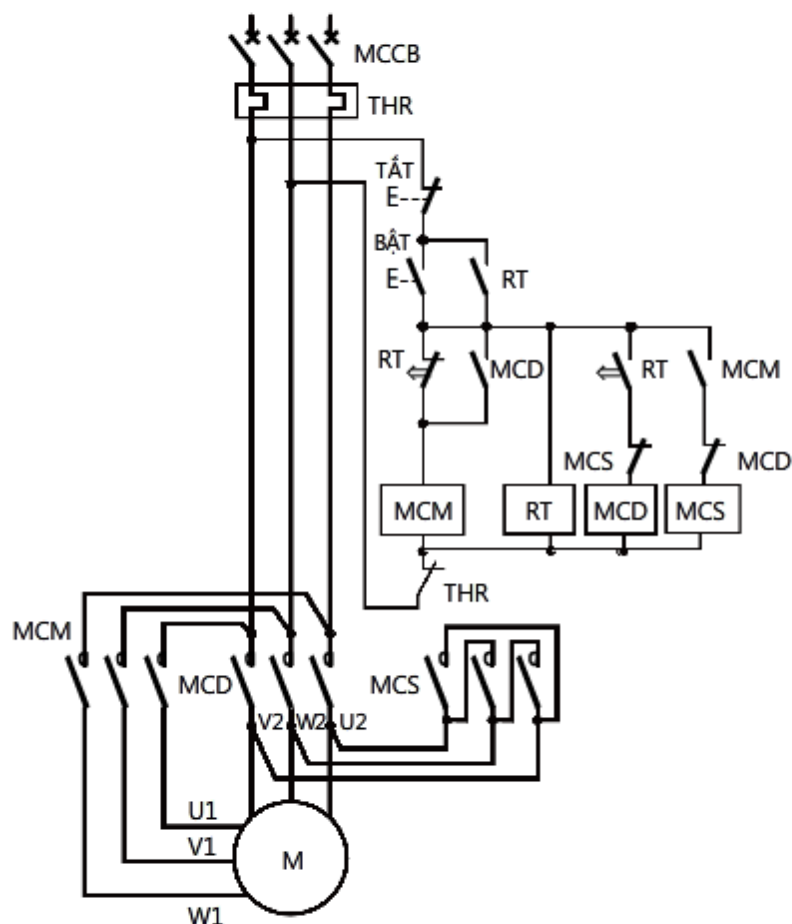 MCCB
THR
TẮT
E
BẬT
E
RT
RT
MCD
RT
MCM
MCS
MCD
MCM
RT
MCD
MCS
THR
MCM
MCD
MCS
V2
W2
U2
U1
V1
M
W1